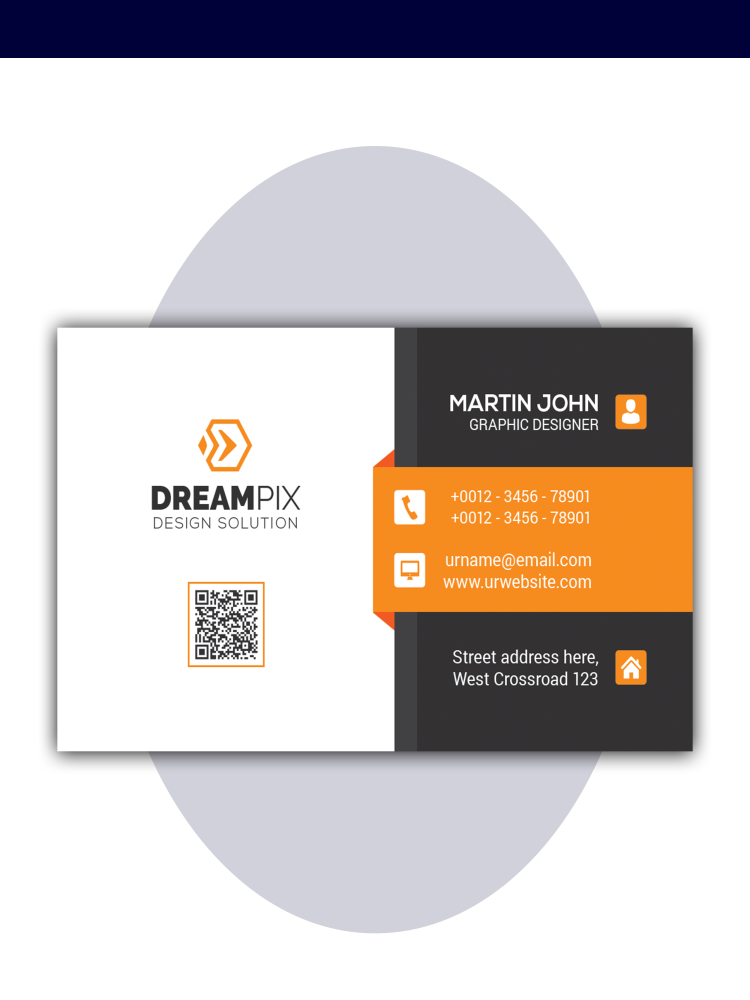 DREAMPIX
DESIGN SOLUTION
MARTIN JOHN
GRAPHIC DESIGNER
+0012 - 3456 - 78901
+0012 - 3456 - 78901
urname@email.com
www.urwebsite.com
Street address here,
West Crossroad 123